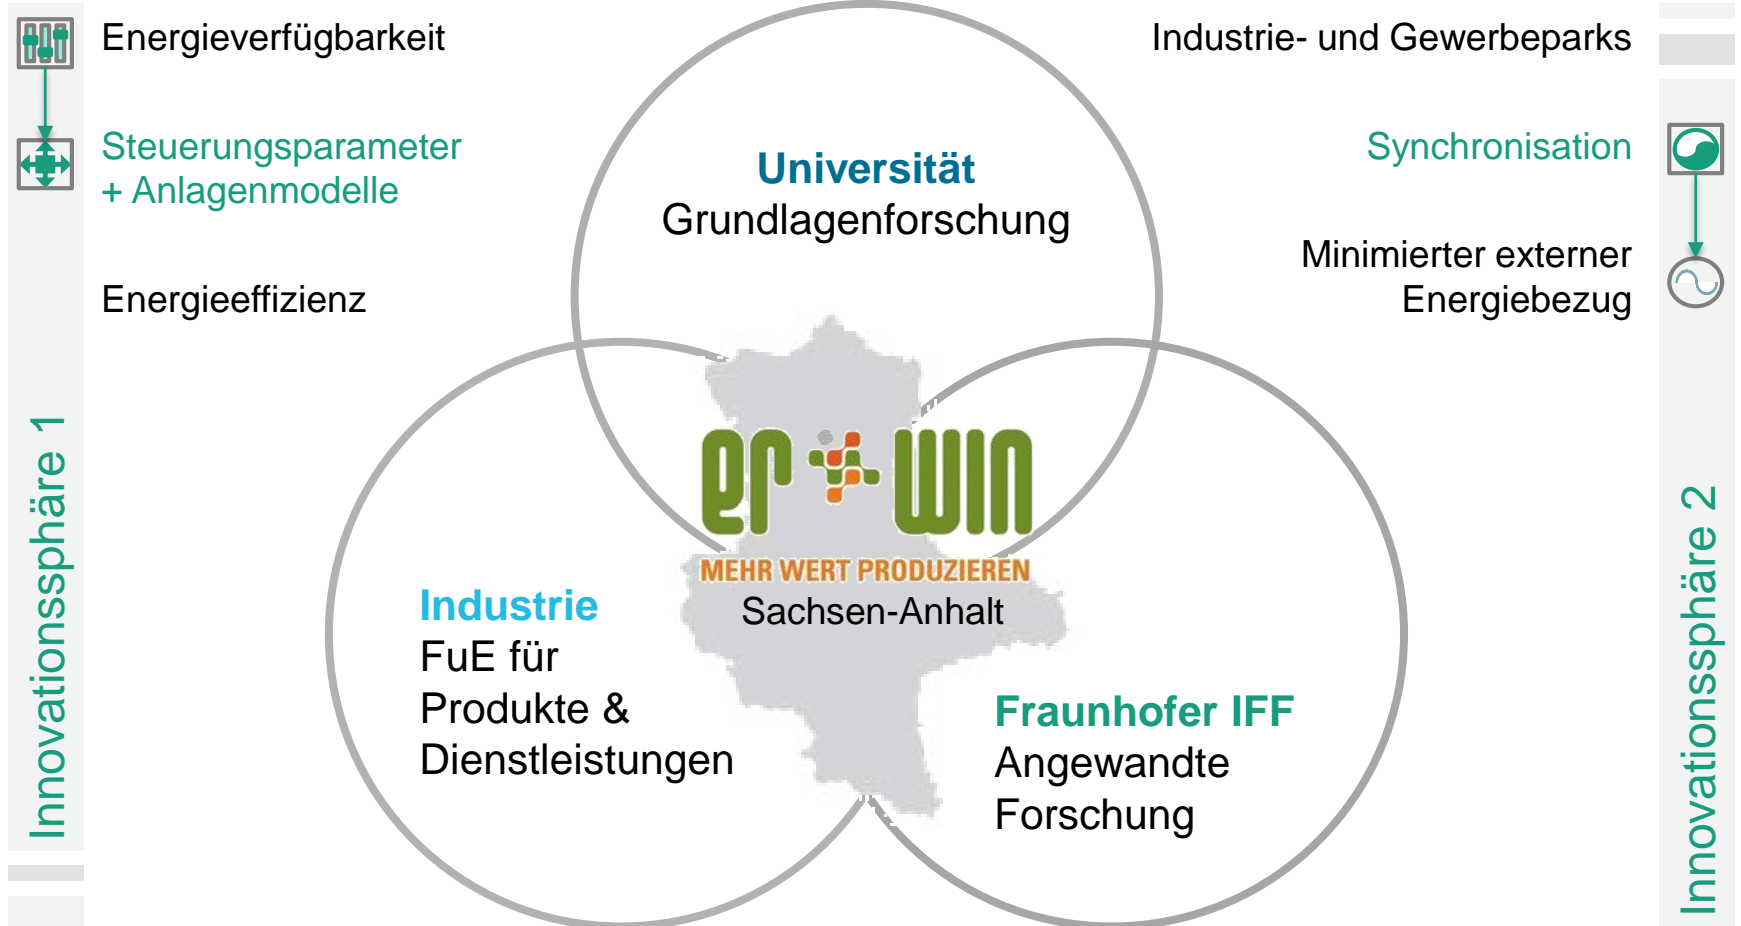 Energieverfügbarkeit
Steuerungsparameter
+ Anlagenmodelle
Energieeffizienz
Innovationssphäre 1
Universität
Grundlagenforschung
er win
MEHR WERT PRODUZIEREN
Sachsen-Anhalt
Industrie
FuE für
Produkte &
Dienstleistungen
Fraunhofer IFF
Angewandte
Forschung
Industrie- und Gewerbeparks
Synchronisation
Minimierter externer
Energiebezug
Innovationssphäre 2